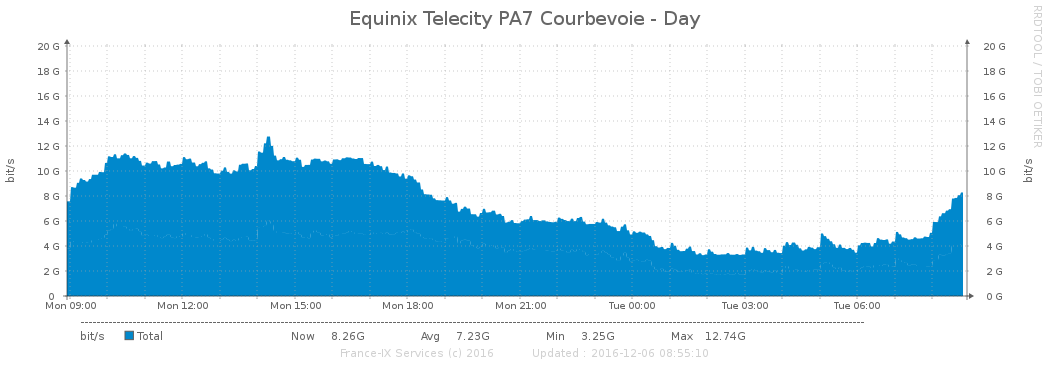 Equinix Telecity PA7 Courbevoie - Day
RRDTOOL / TOBI OETIKER
bit/s
bit/s
20 G 20 G
18 G 18 G
16 G 16 G
14 G 14 G
12 G 12 G
10 G 10 G
8 G 8 G
6 G 6 G
4 G 4 G
2 G 2 G
0 0 G
Mon 09:00 Mon 12:00 Mon 15:00 Mon 18:00 Mon 21:00 Tue 00:00 Tue 03:00 Tue 06:00
bit/s Total Now 8.26G Avg 7.23G Min 3.25G Max 12.74G
France-IX Services (c) 2016 Updated : 2016-12-06 08:55:10